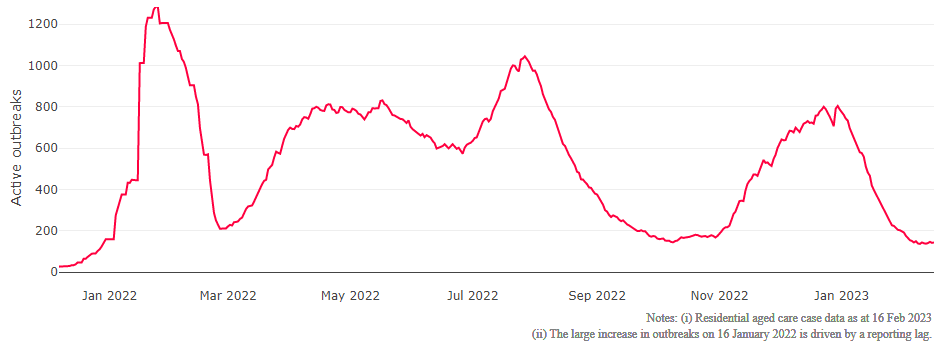 Active outbreaks
1200
1000
800
600
400
200
0
Jan 2022 Mar 2022 May 2022 Jul 2022 Sep 2022 Nov 2022 Jan 2023
Notes: (i) Residential aged care case data as at 16 Feb 2023
(ii) The large increase in outbreaks on 16 January 2022 is driven by a reporting lag.